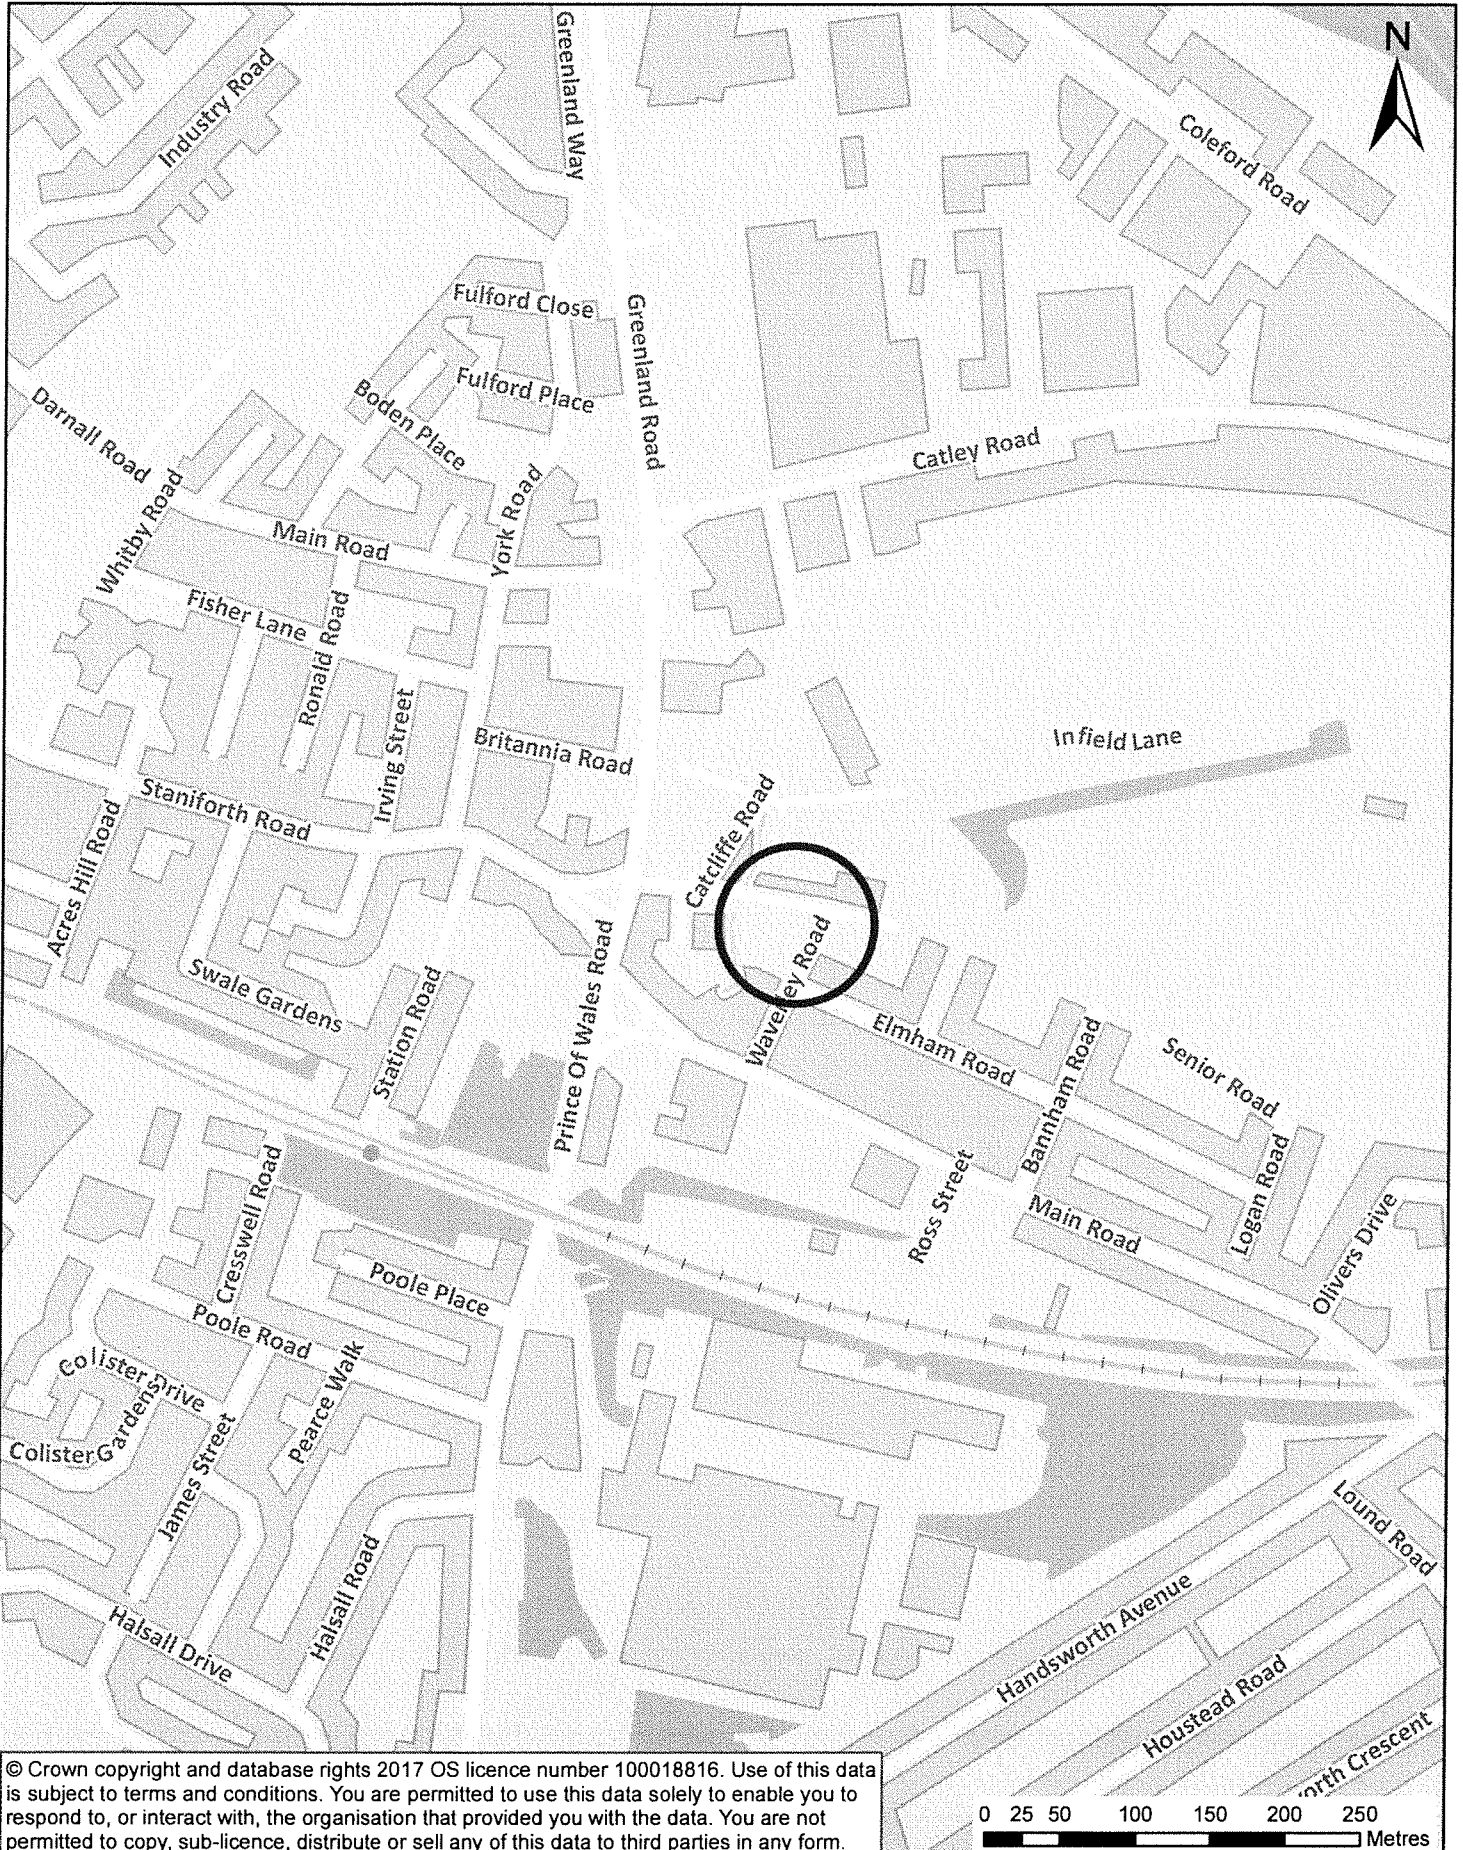 Greenland Way
N
Industry Road
Coleford Road
Fulford Close
Greenland Road
Fulford Place
Boden Place
Darnall Road
Catley Road
Whitby Road
York Road
Main Road
Fisher Lane
Ronald Road
Irving Street
Britannia Road
Infield Lane
Staniforth Road
Catcliffe Road
Acres Hill Road
Prince Of Wales Road
Waverley Road
Swale Gardens
Station Road
Elmham Road
Bannham Road
Senior Road
Cresswell Road
Ross Street
Logan Road
Main Road
Olivers Drive
Poole Place
Poole Road
Colister Drive
Pearce Walk
Colister Gardens
James Street
Lound Road
Halsall Road
Handsworth Avenue
Halsall Drive
Houstead Road
orth Crescent
© Crown copyright and database rights 2017 OS licence number 100018816. Use of this data
is subject to terms and conditions. You are permitted to use this data solely to enable you to
respond to, or interact with, the organisation that provided you with the data. You are not
permitted to copy, sub-licence, distribute or sell any of this data to third parties in any form.
0 25 50 100 150 200 250
Metres